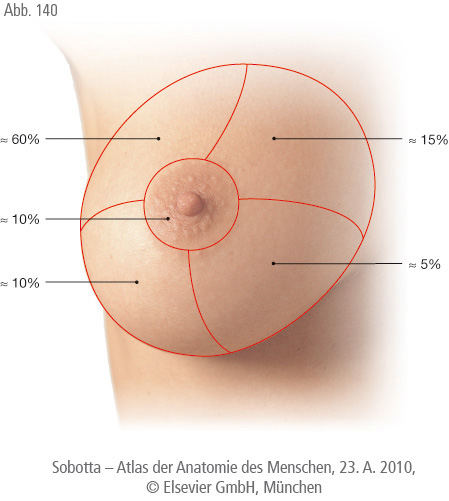 Abb. 140
≈ 60%
≈ 15%
≈ 10%
≈ 5%
≈ 10%
Sobotta – Atlas der Anatomie des Menschen, 23. A. 2010,
© Elsevier GmbH, München